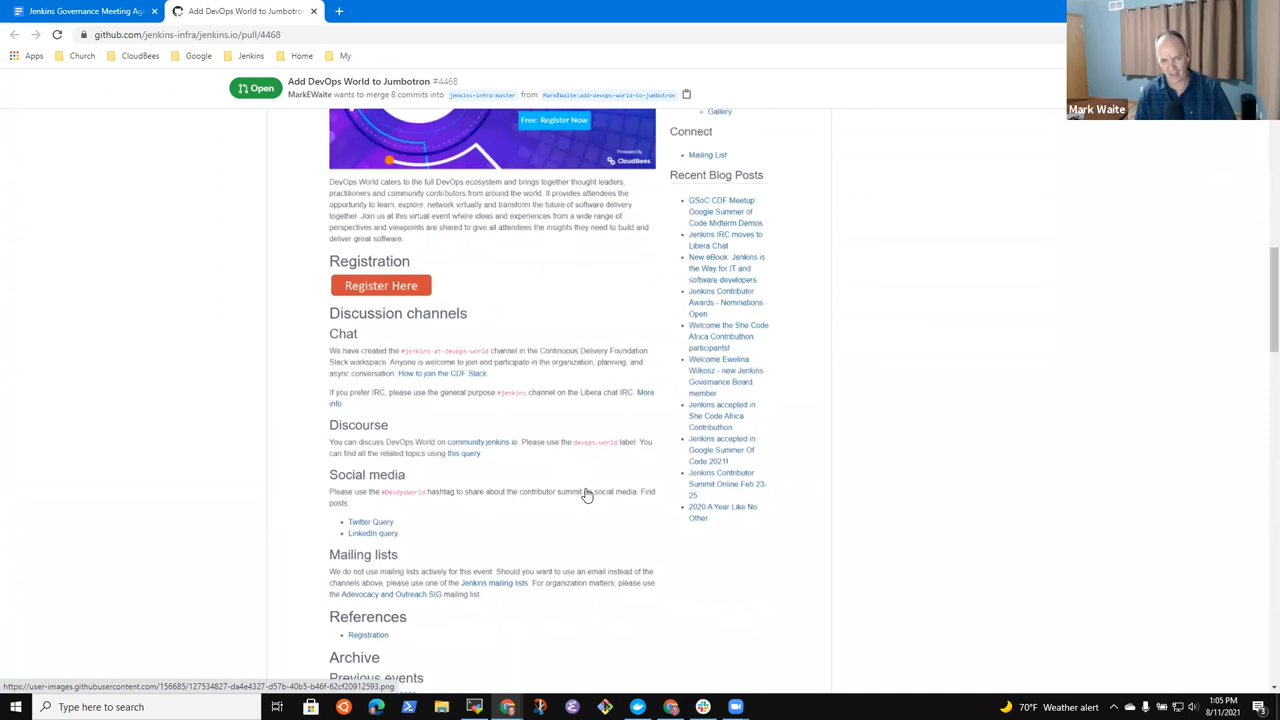 Jenkins Governance Meeting Ag
Add DevOps World to Jumbotron
github.com/jenkins-infra/jenkins.io/pull/4468
Apps
Church
CloudBees
Google
Jenkins
Home
My
Mark Waite
Open
Add DevOps World to Jumbotron #4468
MarkEWaite wants to merge 8 commits into jenkins-infra:master from MarkEWaite:add-devops-world-to-jumbotron
Free: Register Now
Powered By
CloudBees.
DevOps World caters to the full DevOps ecosystem and brings together thought leaders,
practitioners and community contributors from around the world. It provides attendees the
opportunity to learn, explore, network virtually and transform the future of software delivery
together. Join us at this virtual event where ideas and experiences from a wide range of
perspectives and viewpoints are shared to give all attendees the insights they need to build and
deliver great software.
Registration
Register Here
Discussion channels
Chat
We have created the #jenkins-at-devops-world channel in the Continuous Delivery Foundation
Slack workspace. Anyone is welcome to join and participate in the organization, planning, and
async conversation. How to join the CDF Slack.
If you prefer IRC, please use the general purpose #jenkins channel on the Libera chat IRC. More
info
Discourse
You can discuss DevOps World on community.jenkins.io. Please use the devops-world label. You
can find all the related topics using this query.
Social media
Please use the #DevOpsWorld hashtag to share about the contributor summit social media. Find
posts:
Twitter Query
LinkedIn query
Mailing lists
We do not use mailing lists actively for this event. Should you want to use an email instead of the
channels above, please use one of the Jenkins mailing lists. For organization matters, please use
the Adevocacy and Outreach SIG mailing list.
References
Registration
Archive
Previous events
Gallery
Connect
Mailing List
Recent Blog Posts
GSoC CDF Meetup
Google Summer of
Code Midterm Demos
Jenkins IRC moves to
Libera Chat
New eBook: Jenkins is
the Way for IT and
software developers
Jenkins Contributor
Awards - Nominations
Open
Welcome the She Code
Africa Contributhon
participants!
Welcome Ewelina
Wilkosz - new Jenkins
Governance Board
member
Jenkins accepted in
She Code Africa
Contributhon
Jenkins accepted in
Google Summer Of
Code 2021!
Jenkins Contributor
Summit Online Feb 23-
25
2020 A Year Like No
Other
https://user-images.githubusercontent.com/156685/127534827-da4e4327-d57b-40b5-b46f-62cf20912593.png
Type here to search
70°F Weather alert
1:05 PM
8/11/2021